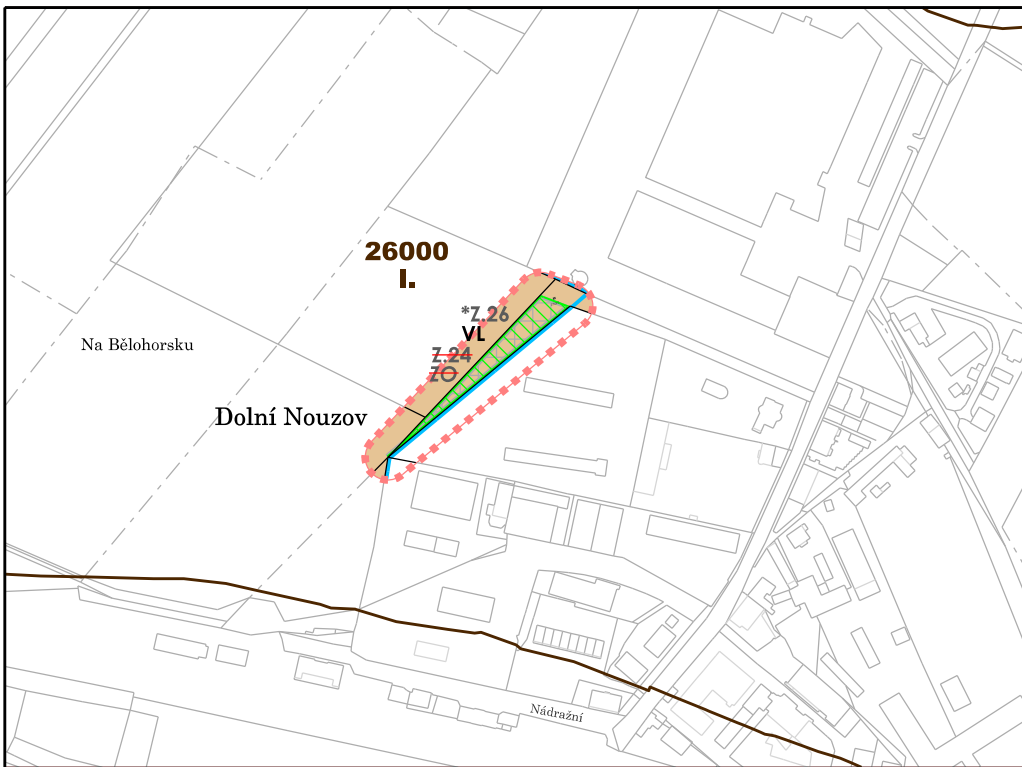 26000
I.
*Z.26
VL
Z.24
ZO
Na Bělohorsku
Dolní Nouzov
Nádražní